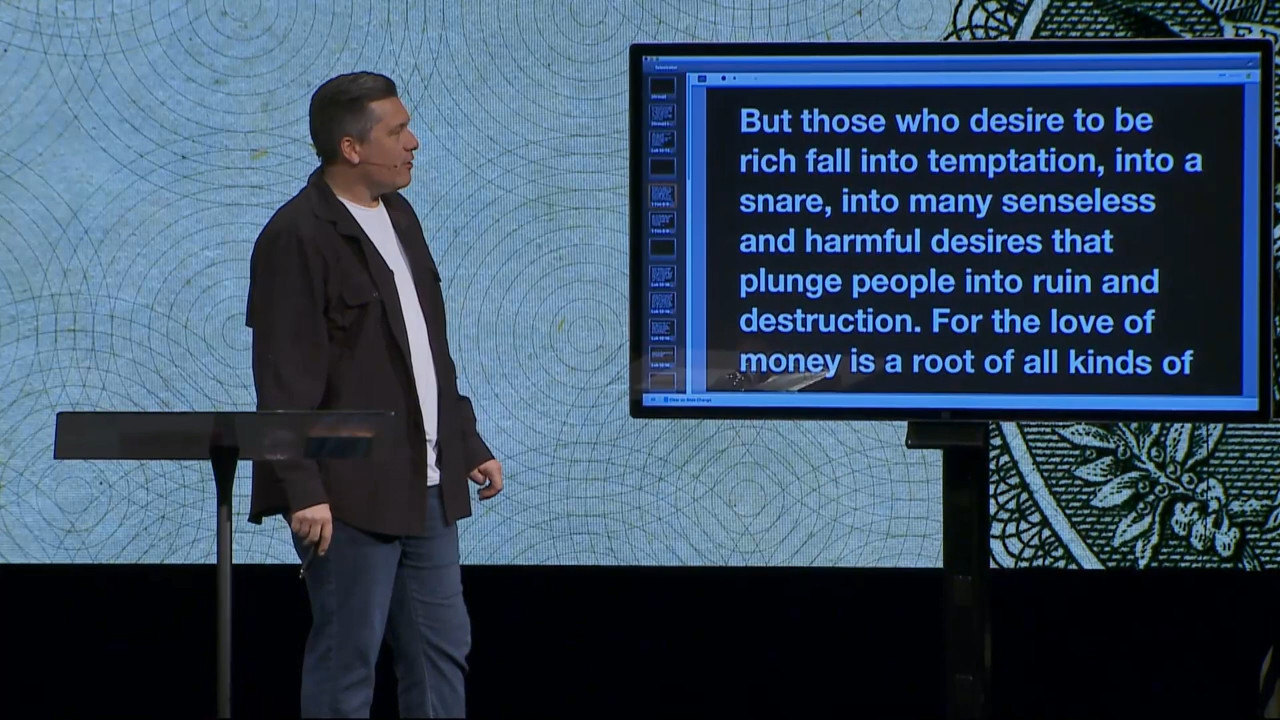 But those who desire to be
rich fall into temptation, into a
snare, into many senseless
and harmful desires that
plunge people into ruin and
destruction. For the love of
money is a root of all kinds of